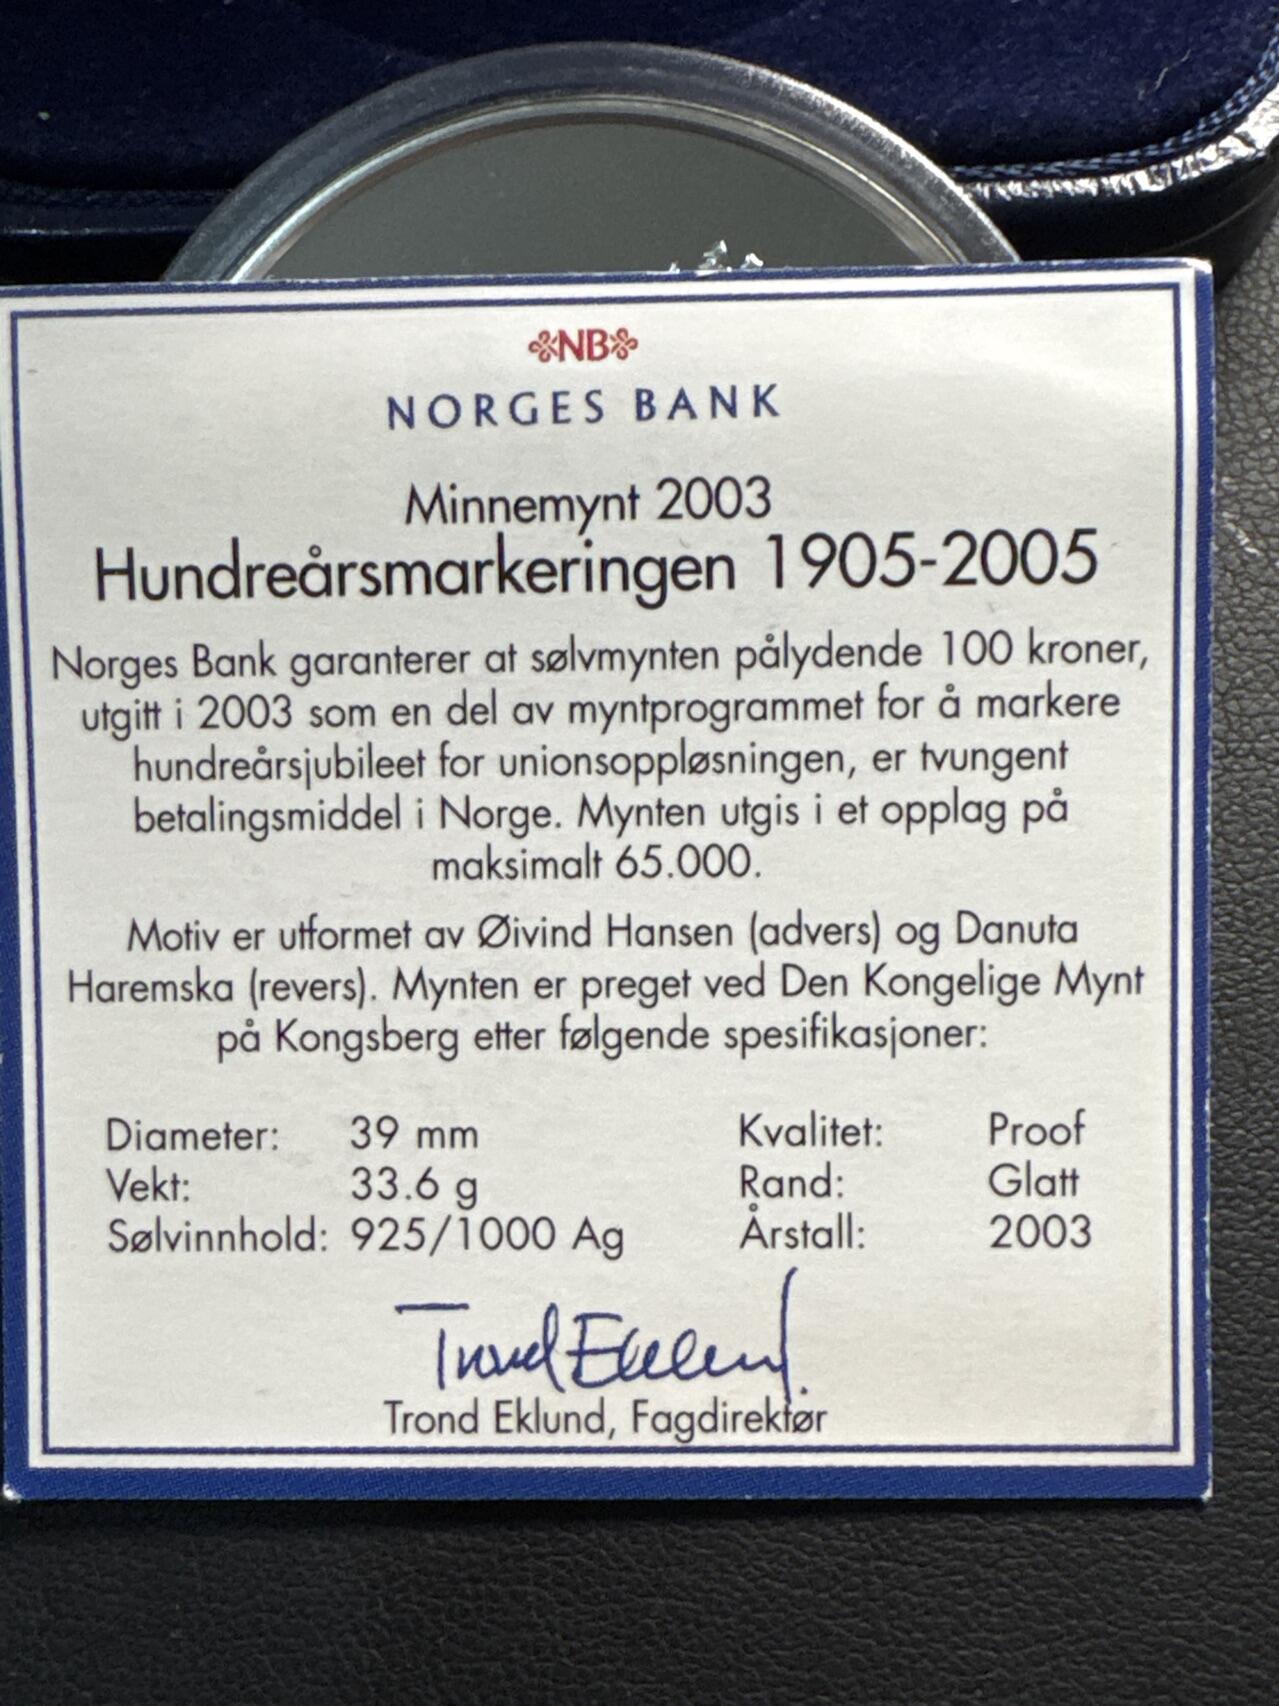 NB
NORGES BANK
Minnemynt 2003
Hundreårsmarkeringen 1905-2005
Norges Bank garanterer at sølvmynten pålydende 100 kroner,
utgitt i 2003 som en del av myntprogrammet for å markere
hundreårsjubileet for unionsoppløsningen, er tvungent
betalingsmiddel i Norge. Mynten utgis i et opplag på
maksimalt 65.000.
Motiv er utformet av Øivind Hansen (advers) og Danuta
Haremska (revers). Mynten er preget ved Den Kongelige Mynt
på Kongsberg etter følgende spesifikasjoner:
Diameter: 39 mm Kvalitet: Proof
Vekt: 33.6 g Rand: Glatt
Sølvinnhold: 925/1000 Ag Årstall: 2003
Trond Eklund
Trond Eklund, Fagdirektør